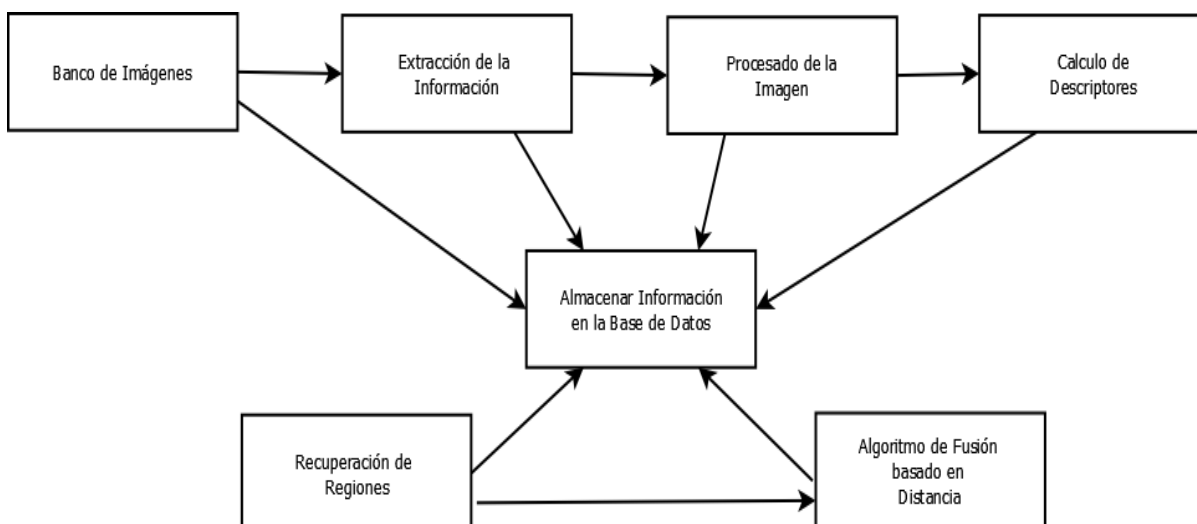 Banco de Imágenes
Extracción de la
Información
Procesado de la
Imagen
Calculo de
Descriptores
Almacenar Información
en la Base de Datos
Recuperación de
Regiones
Algoritmo de Fusión
basado en
Distancia